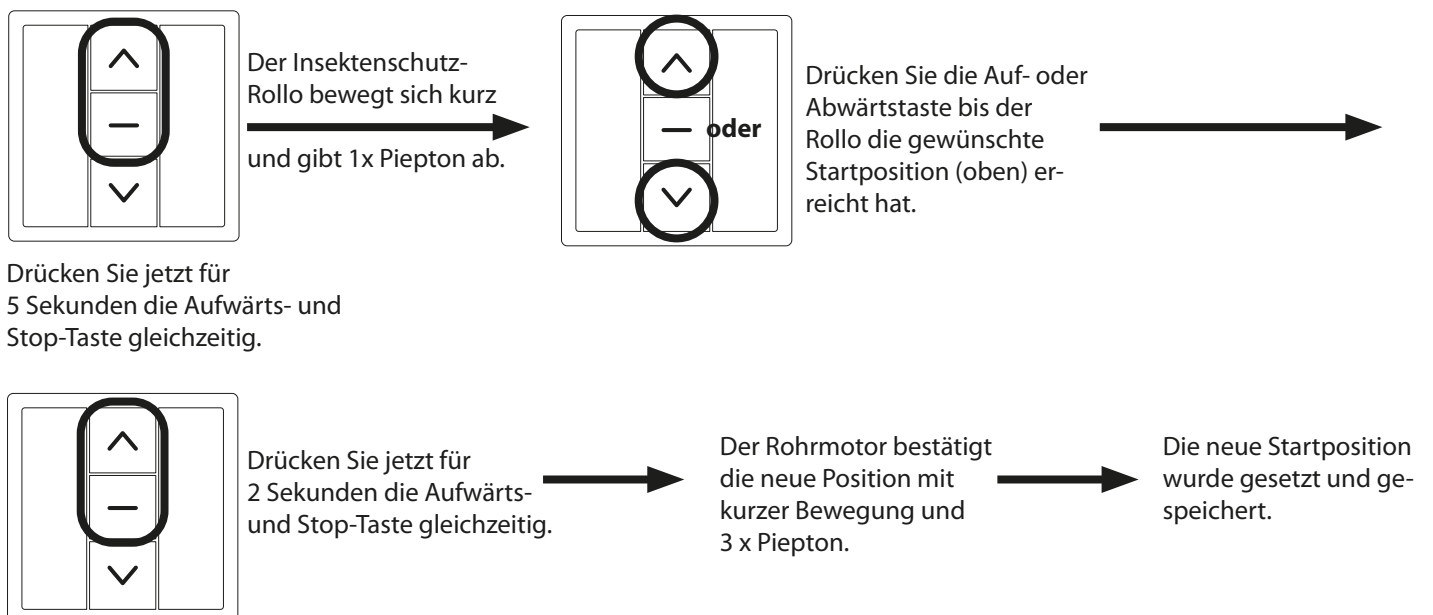 Der Insektenschutz-
Rollo bewegt sich kurz
und gibt 1x Piepton ab.
oder
Drücken Sie die Auf- oder
Abwärtstaste bis der
Rollo die gewünschte
Startposition (oben) er-
reicht hat.
Drücken Sie jetzt für
5 Sekunden die Aufwärts- und
Stop-Taste gleichzeitig.
Drücken Sie jetzt für
2 Sekunden die Aufwärts-
und Stop-Taste gleichzeitig.
Der Rohrmotor bestätigt
die neue Position mit
kurzer Bewegung und
3 x Piepton.
Die neue Startposition
wurde gesetzt und ge-
speichert.